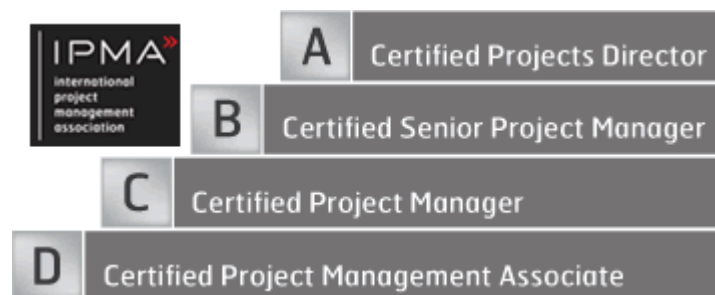 IPMA»
international
project
management
association
A Certified Projects Director
B Certified Senior Project Manager
C Certified Project Manager
D Certified Project Management Associate